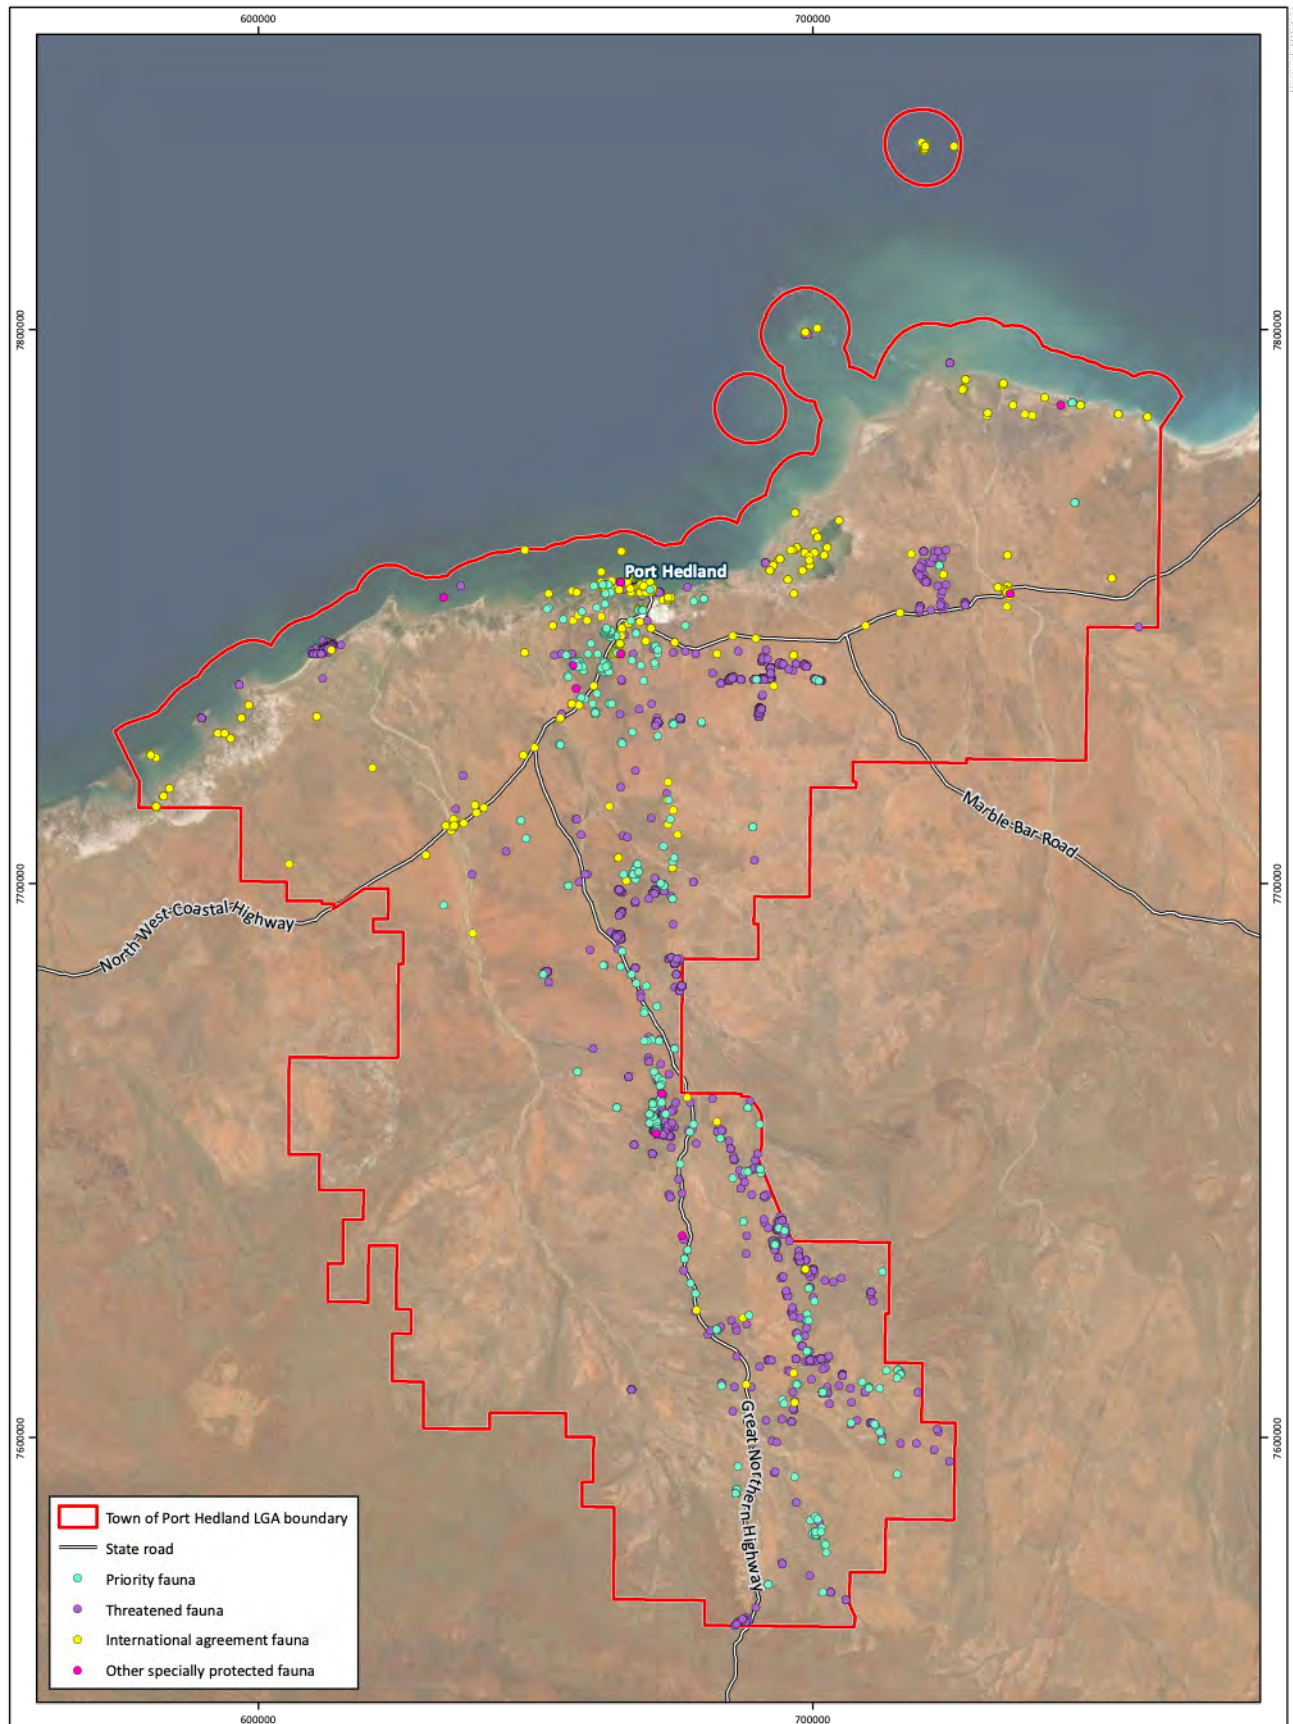 600000
700000
7800000
7800000
Port Hedland
Marble-Bar-Road
7700000
7700000
North-West-Coastal-Highway
Great-Northern-Highway
7600000
7600000
Town of Port Hedland LGA boundary
State road
Priority fauna
Threatened fauna
International agreement fauna
Other specially protected fauna
600000
700000